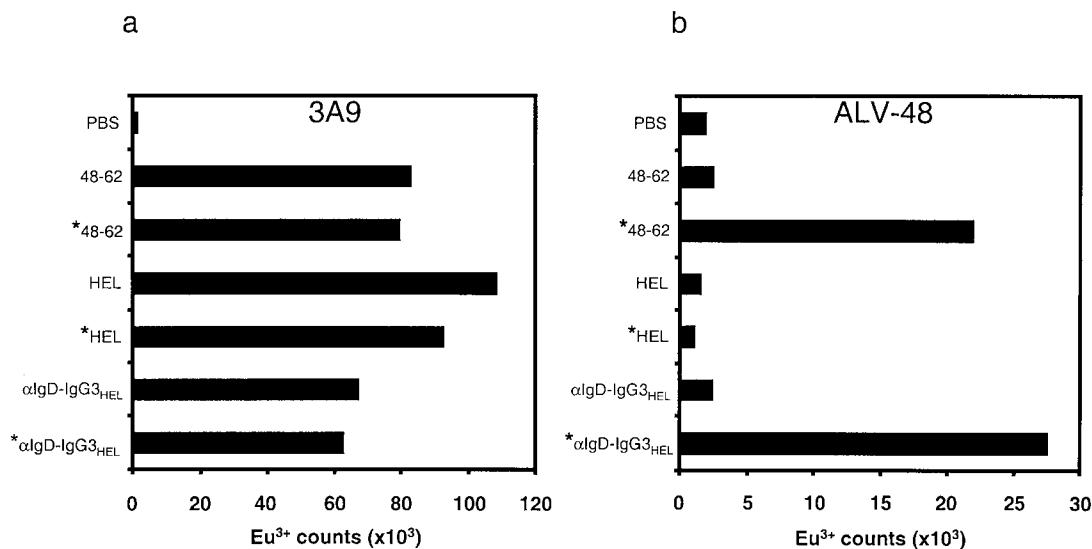 a
3A9
PBS
48-62
*48-62
HEL
*HEL
αIgD-IgG3HEL
*αIgD-IgG3HEL
0 20 40 60 80 100 120
Eu3+ counts (x103)
b
ALV-48
PBS
48-62
*48-62
HEL
*HEL
αIgD-IgG3HEL
*αIgD-IgG3HEL
0 5 10 15 20 25 30
Eu3+ counts (x103)